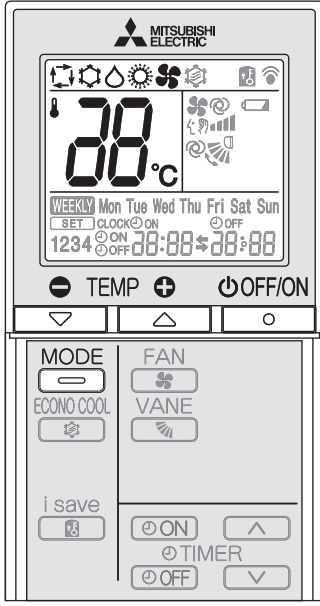 MITSUBISHI
ELECTRIC
88 °C
WEEKLY Mon Tue Wed Thu Fri Sat Sun
SET CLOCK ON OFF
1234 ON OFF 88:88 88:88
TEMP OFF/ON
MODE FAN
ECONO COOL VANE
i save
ON
TIMER
OFF